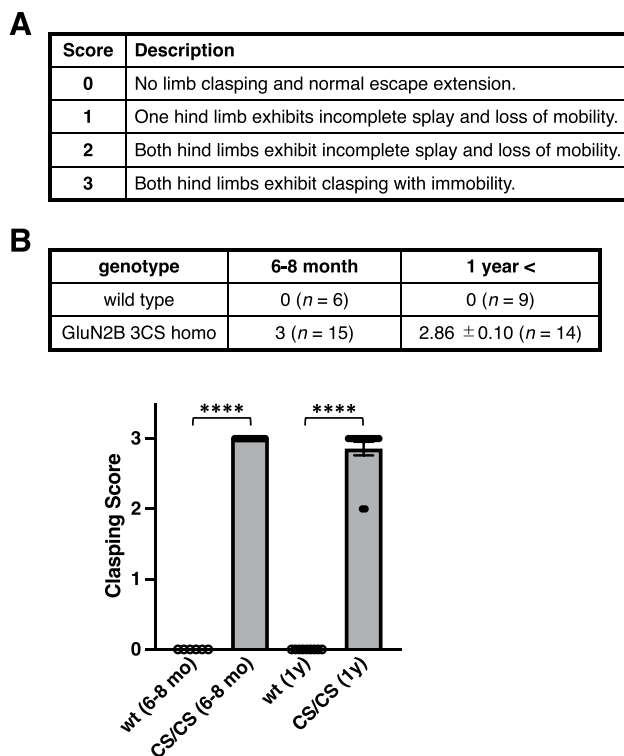 A
Score Description
0 No limb clasping and normal escape extension.
1 One hind limb exhibits incomplete splay and loss of mobility.
2 Both hind limbs exhibit incomplete splay and loss of mobility.
3 Both hind limbs exhibit clasping with immobility.
B
genotype 6-8 month 1 year <
wild type 0 (n = 6) 0 (n = 9)
GluN2B 3CS homo 3 (n = 15) 2.86 ±0.10 (n = 14)
**** ****
3
2
1
0
Clasping Score
wt (6-8 mo)
CS/CS (6-8 mo)
wt (1y)
CS/CS (1y)